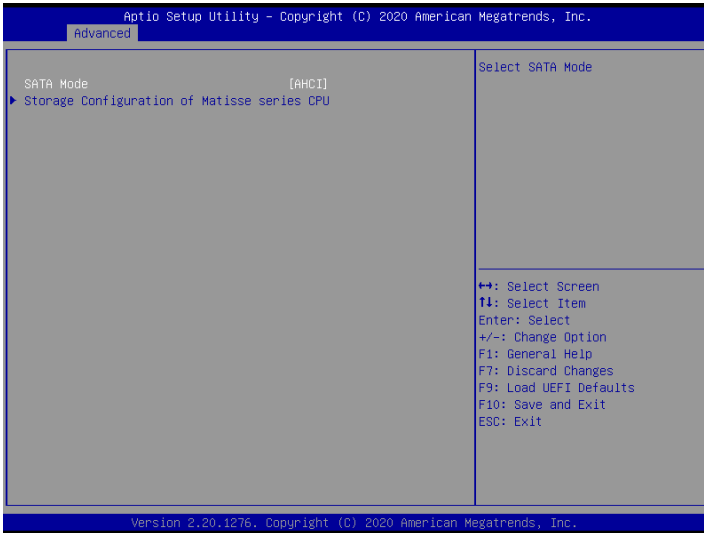 Aptio Setup Utility – Copyright (C) 2020 American Megatrends, Inc.
Advanced
SATA Mode [AHCI]
Storage Configuration of Matisse series CPU
Select SATA Mode
↔: Select Screen
↑↓: Select Item
Enter: Select
+/-: Change Option
F1: General Help
F7: Discard Changes
F9: Load UEFI Defaults
F10: Save and Exit
ESC: Exit
Version 2.20.1276. Copyright (C) 2020 American Megatrends, Inc.